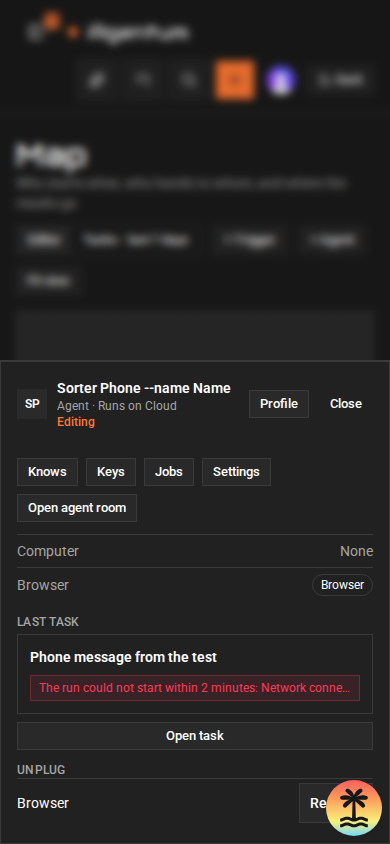 Map
SP
Sorter Phone --name Name
Agent · Runs on Cloud
Editing
Profile
Close
Knows
Keys
Jobs
Settings
Open agent room
Computer
None
Browser
Browser
LAST TASK
Phone message from the test
The run could not start within 2 minutes: Network conne…
Open task
UNPLUG
Browser